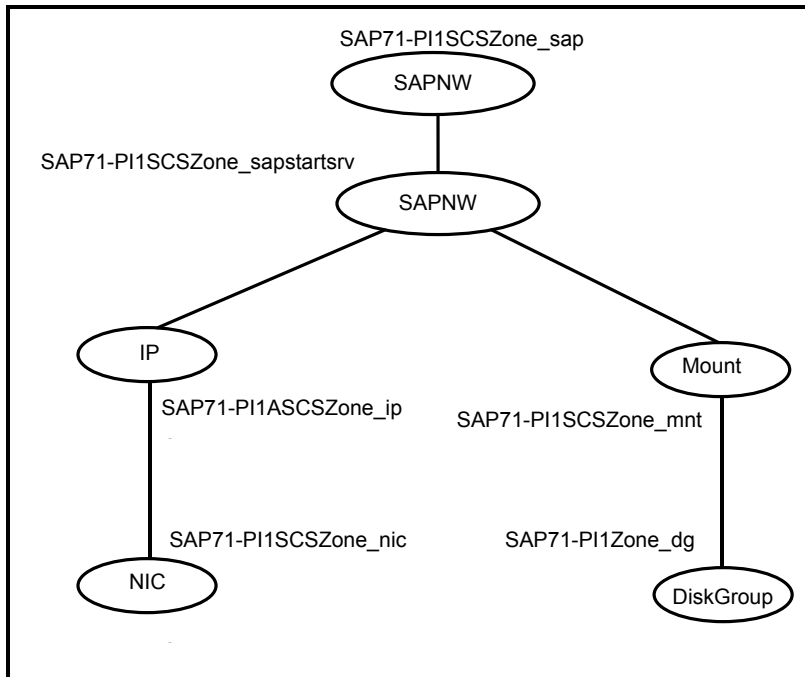 SAP71-PI1SCSZone_sap
SAPNW
SAP71-PI1SCSZone_sapstartsrv
SAPNW
IP
Mount
SAP71-PI1ASCSZone_ip
SAP71-PI1SCSZone_mnt
SAP71-PI1SCSZone_nic
SAP71-PI1Zone_dg
NIC
DiskGroup